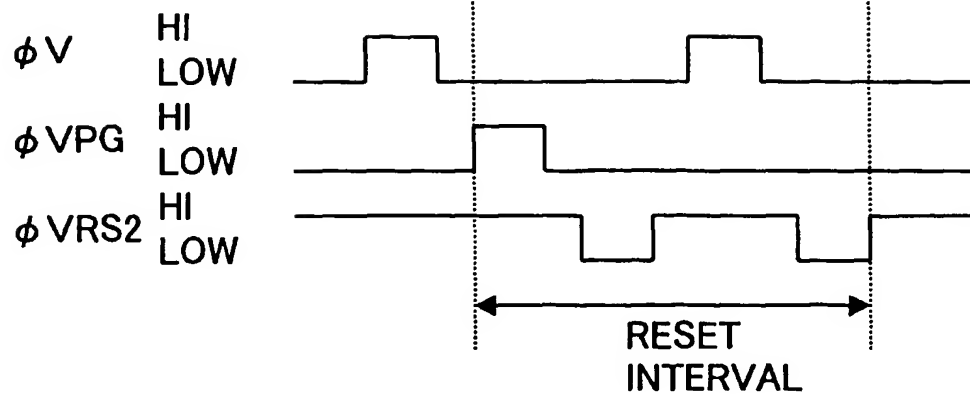 φV HI
LOW
φVPG HI
LOW
φVRS2 HI
LOW
RESET
INTERVAL